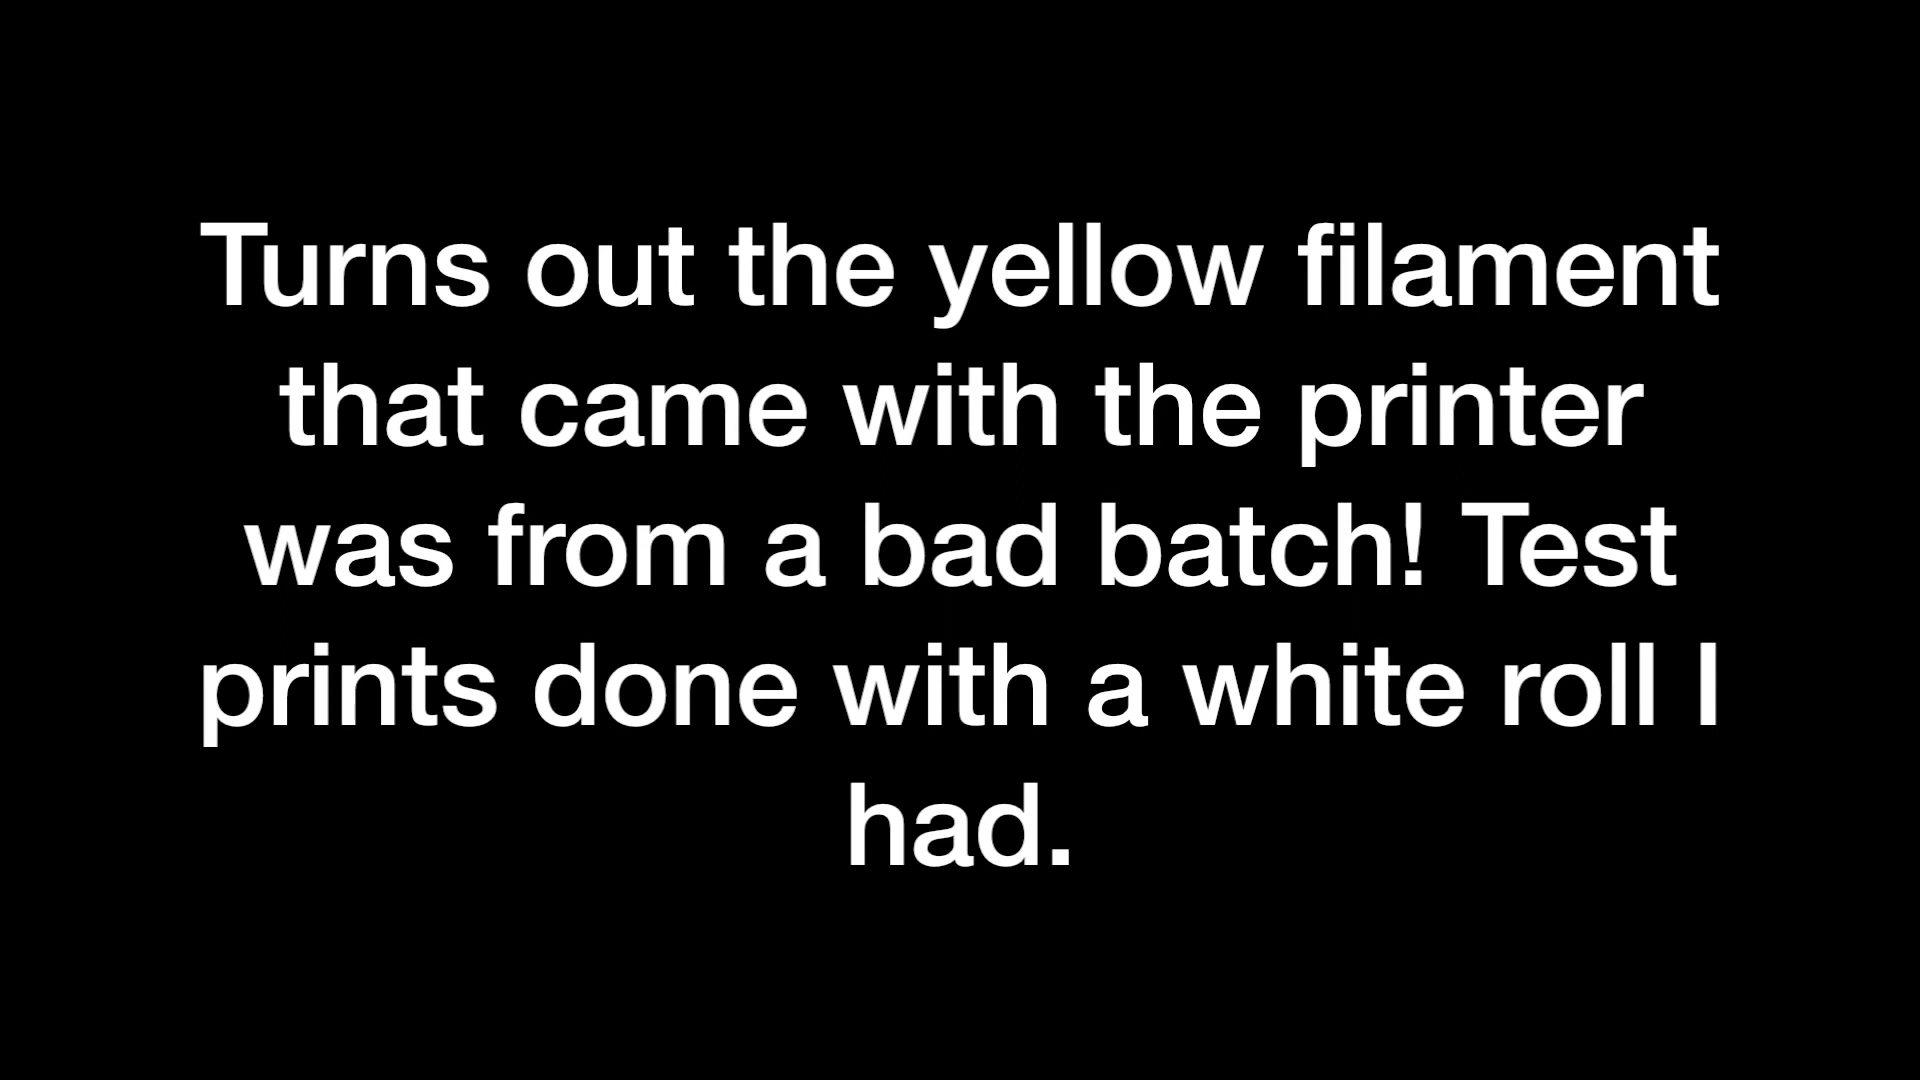 Turns out the yellow filament
that came with the printer
was from a bad batch! Test
prints done with a white roll I
had.